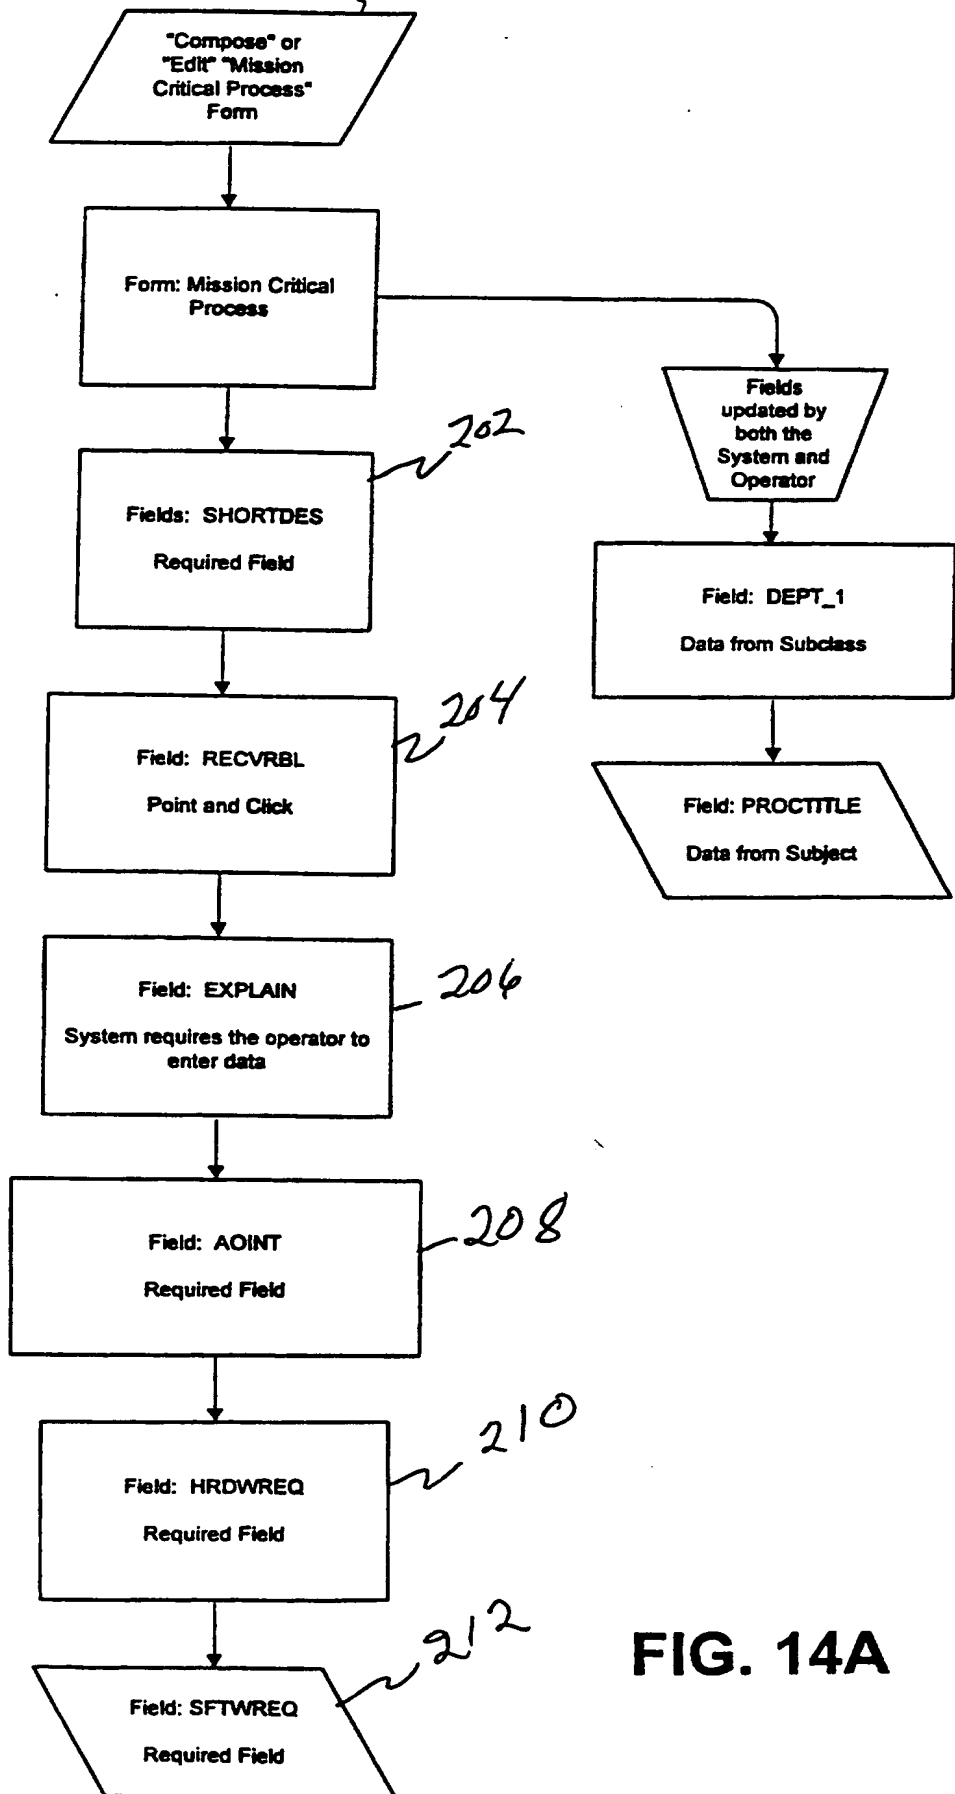 "Compose" or
"Edit" "Mission
Critical Process"
Form
Form: Mission Critical
Process
Fields
updated by
both the
System and
Operator
202
Fields: SHORTDES
Required Field
Field: DEPT_1
Data from Subclass
204
Field: RECVRBL
Point and Click
Field: PROCTITLE
Data from Subject
206
Field: EXPLAIN
System requires the operator to
enter data
208
Field: AOINT
Required Field
210
Field: HRDWREQ
Required Field
212
Field: SFTWREQ
Required Field
FIG. 14A